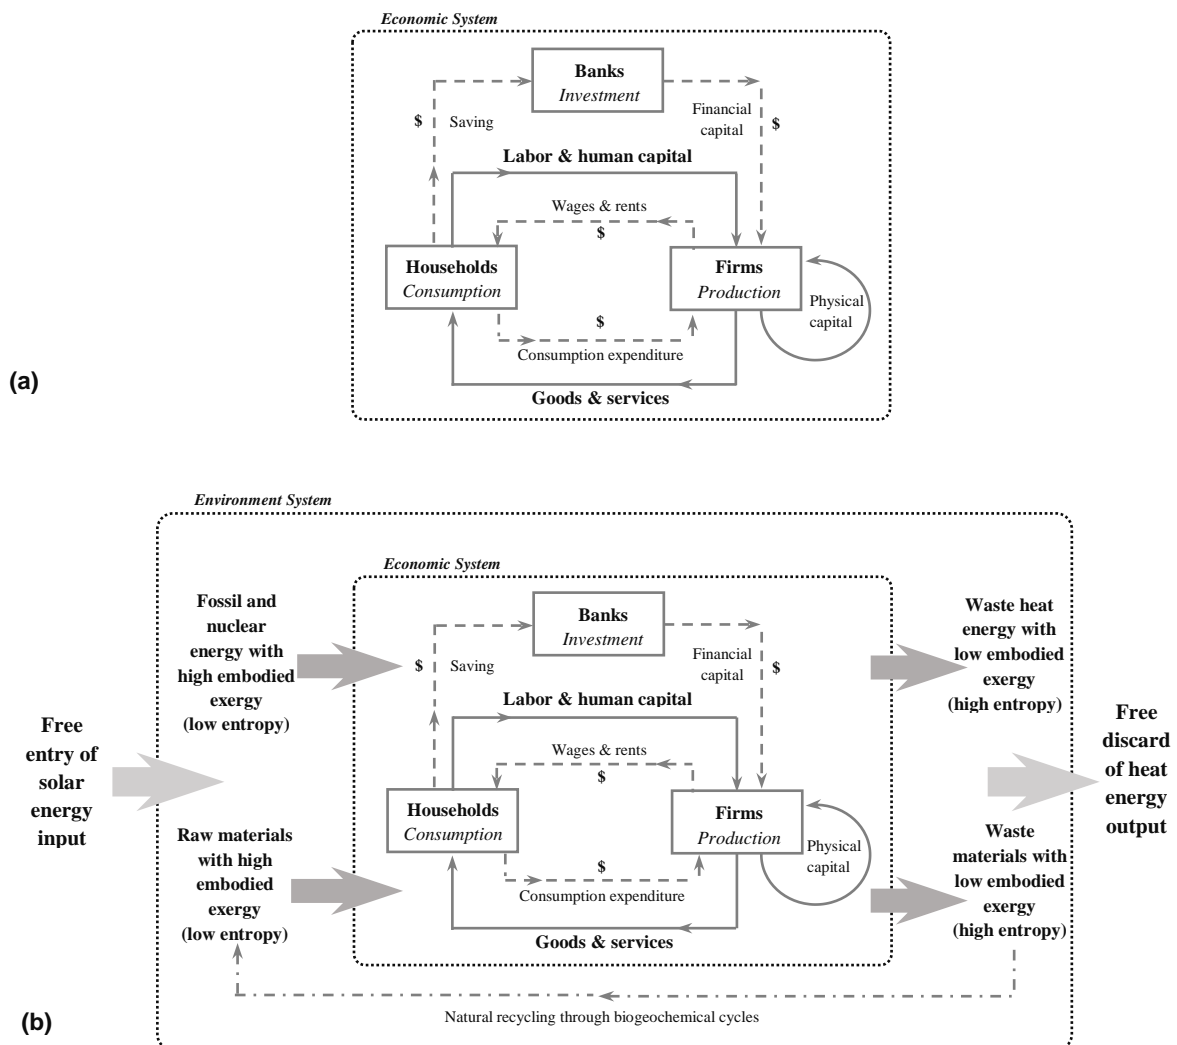 Economic System
Banks
Investment
$
Saving
Financial
capital
$
Labor & human capital
Wages & rents
$
Households
Consumption
Firms
Production
Physical
capital
$
Consumption expenditure
Goods & services
(a)
Environment System
Economic System
Fossil and
nuclear
energy with
high embodied
exergy
(low entropy)
Banks
Investment
$
Saving
Financial
capital
$
Waste heat
energy with
low embodied
exergy
(high entropy)
Labor & human capital
Free
entry of
solar
energy
input
Wages & rents
$
Free
discard
of heat
energy
output
Households
Consumption
Firms
Production
Physical
capital
Raw materials
with high
embodied
exergy
(low entropy)
$
Consumption expenditure
Goods & services
Waste
materials with
low embodied
exergy
(high entropy)
Natural recycling through biogeochemical cycles
(b)